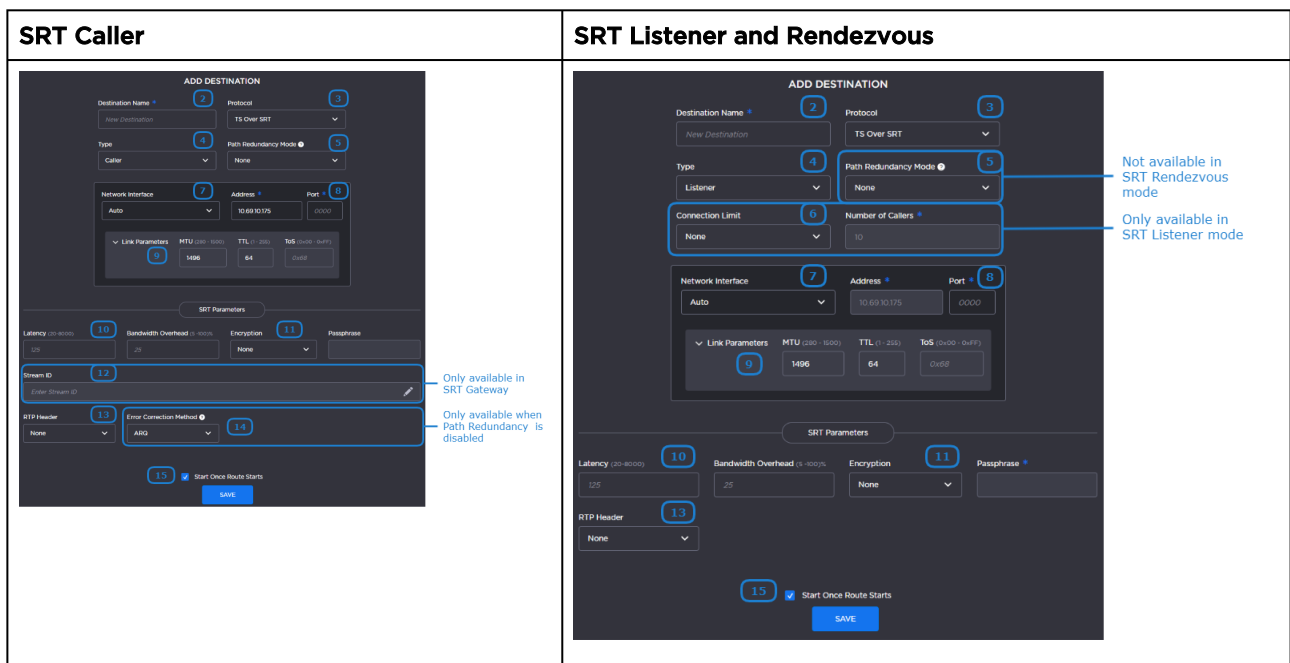 SRT Caller
SRT Listener and Rendezvous
ADD DESTINATION
Destination Name * 2 Protocol 3
New Destination TS Over SRT
Type 4 Path Redundancy Mode ? 5
Caller None
Network Interface 7 Address * Port * 8
Auto 10.69.10.175 0000
Link Parameters MTU (280 - 1500) TTL (1 - 255) ToS (0x00 - 0xFF)
9 1496 64 0x68
SRT Parameters
Latency (20-8000) 10 Bandwidth Overhead (5 -100)% Encryption 11 Passphrase
125 25 None
Stream ID 12
Enter Stream ID
Only available in
SRT Gateway
RTP Header 13 Error Correction Method ? 14
None ARQ
Only available when
Path Redundancy is
disabled
15 Start Once Route Starts
SAVE
ADD DESTINATION
Destination Name * 2 Protocol 3
New Destination TS Over SRT
Type 4 Path Redundancy Mode ? 5
Listener None
Not available in
SRT Rendezvous
mode
Connection Limit 6 Number of Callers *
None 10
Only available in
SRT Listener mode
Network Interface 7 Address * Port * 8
Auto 10.69.10.175 0000
Link Parameters MTU (280 - 1500) TTL (1 - 255) ToS (0x00 - 0xFF)
9 1496 64 0x68
SRT Parameters
Latency (20-8000) 10 Bandwidth Overhead (5 -100)% Encryption 11 Passphrase *
125 25 None
RTP Header 13
None
15 Start Once Route Starts
SAVE